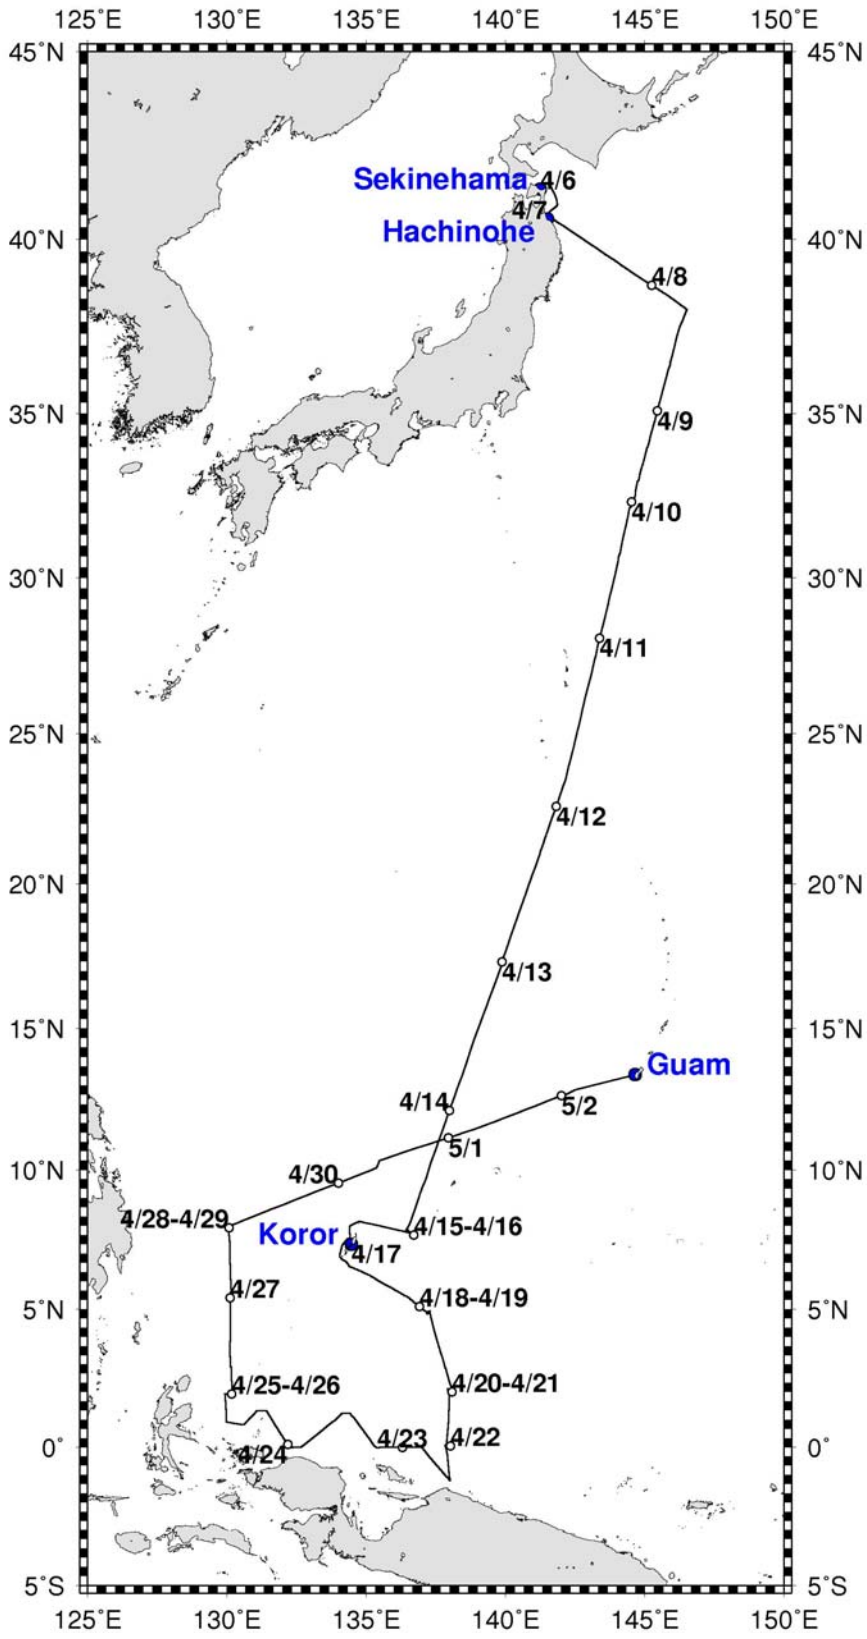 125°E 130°E 135°E 140°E 145°E 150°E
45°N 45°N
Sekinehama 4/6
4/7
Hachinohe
40°N 40°N
4/8
35°N 35°N
4/9
4/10
30°N 30°N
4/11
25°N 25°N
4/12
20°N 20°N
4/13
15°N 15°N
Guam
4/14
5/2
5/1
10°N 10°N
4/30
4/28-4/29
4/15-4/16
Koror
4/17
4/27
4/18-4/19
5°N 5°N
4/25-4/26
4/20-4/21
4/23
4/22
0° 0°
4/24
5°S 5°S
125°E 130°E 135°E 140°E 145°E 150°E